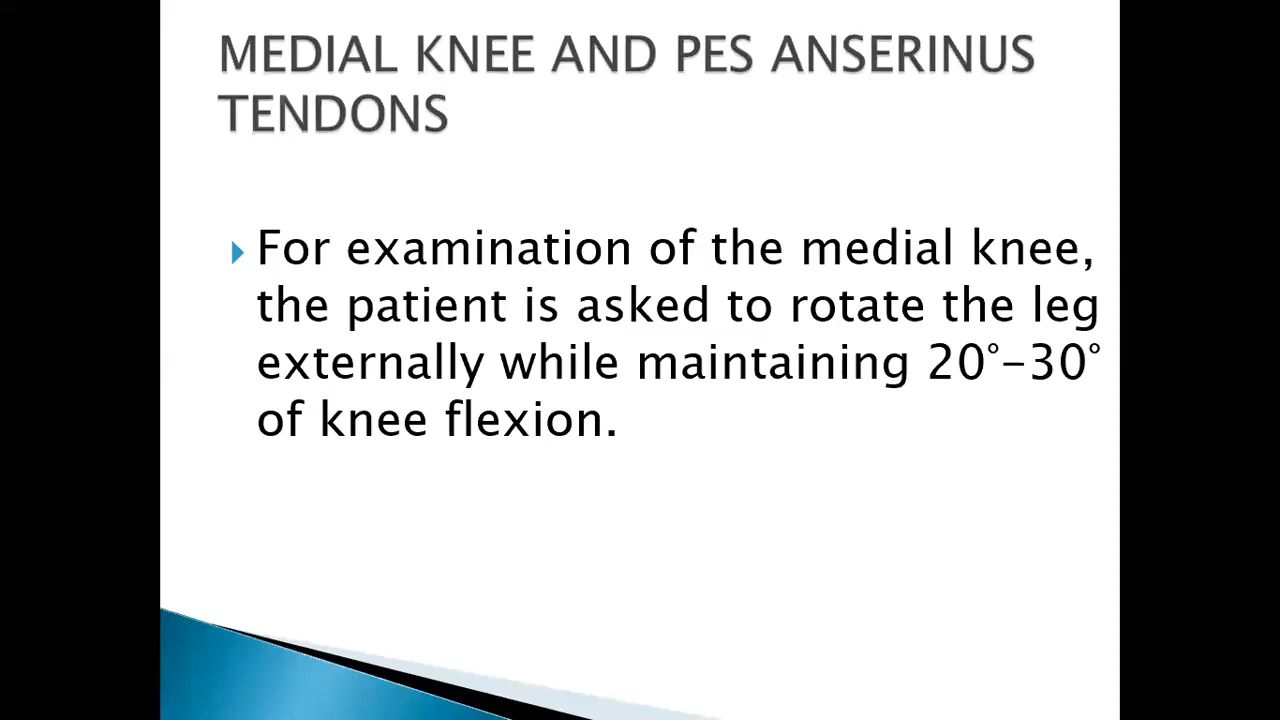 MEDIAL KNEE AND PES ANSERINUS
TENDONS
For examination of the medial knee,
the patient is asked to rotate the leg
externally while maintaining 20°-30°
of knee flexion.